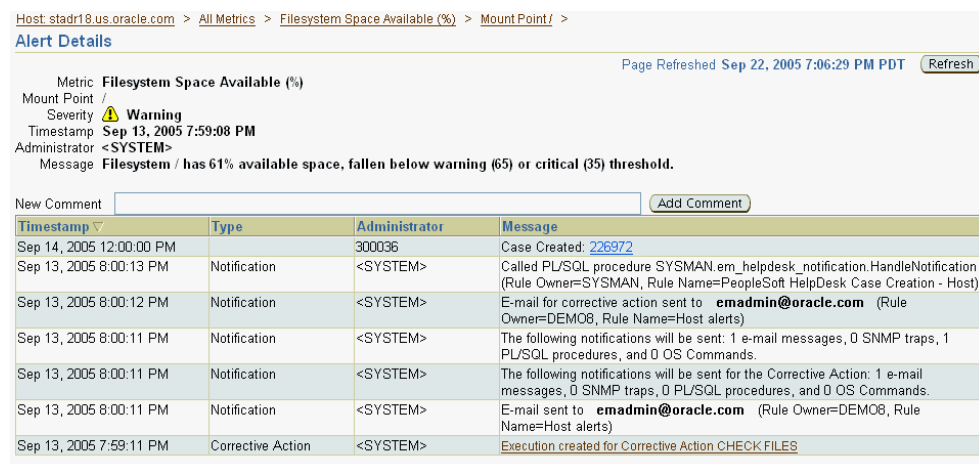 Host: stadr18.us.oracle.com > All Metrics > Filesystem Space Available (%) > Mount Point / >
Alert Details
Page Refreshed Sep 22, 2005 7:06:29 PM PDT Refresh
Metric Filesystem Space Available (%)
Mount Point /
Severity Warning
Timestamp Sep 13, 2005 7:59:08 PM
Administrator <SYSTEM>
Message Filesystem / has 61% available space, fallen below warning (65) or critical (35) threshold.
New Comment Add Comment
Timestamp Type Administrator Message
Sep 14, 2005 12:00:00 PM 300036 Case Created: 226972
Sep 13, 2005 8:00:13 PM Notification <SYSTEM> Called PL/SQL procedure SYSMAN.em_helpdesk_notification.HandleNotification
(Rule Owner=SYSMAN, Rule Name=PeopleSoft HelpDesk Case Creation - Host)
Sep 13, 2005 8:00:12 PM Notification <SYSTEM> E-mail for corrective action sent to emadmin@oracle.com (Rule
Owner=DEMO8, Rule Name=Host alerts)
Sep 13, 2005 8:00:11 PM Notification <SYSTEM> The following notifications will be sent: 1 e-mail messages, 0 SNMP traps, 1
PL/SQL procedures, and 0 OS Commands.
Sep 13, 2005 8:00:11 PM Notification <SYSTEM> The following notifications will be sent for the Corrective Action: 1 e-mail
messages, 0 SNMP traps, 0 PL/SQL procedures, and 0 OS Commands.
Sep 13, 2005 8:00:11 PM Notification <SYSTEM> E-mail sent to emadmin@oracle.com (Rule Owner=DEMO8, Rule
Name=Host alerts)
Sep 13, 2005 7:59:11 PM Corrective Action <SYSTEM> Execution created for Corrective Action CHECK FILES